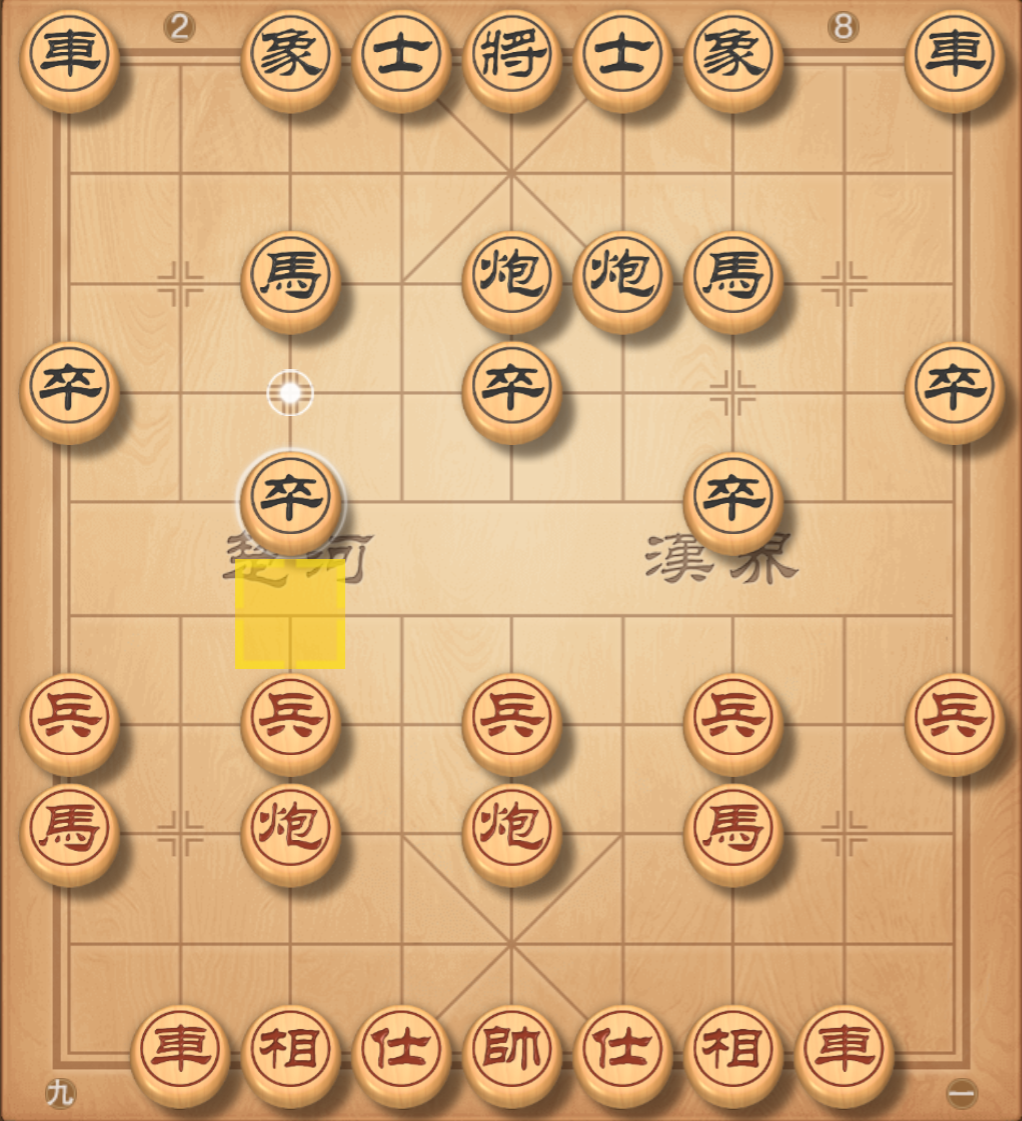 2 8
車 象 士 將 士 象 車
馬 炮 炮 馬
卒 卒 卒
卒 卒
楚河 漢界
兵 兵 兵 兵 兵
馬 炮 炮 馬
車 相 仕 帥 仕 相 車
九 一